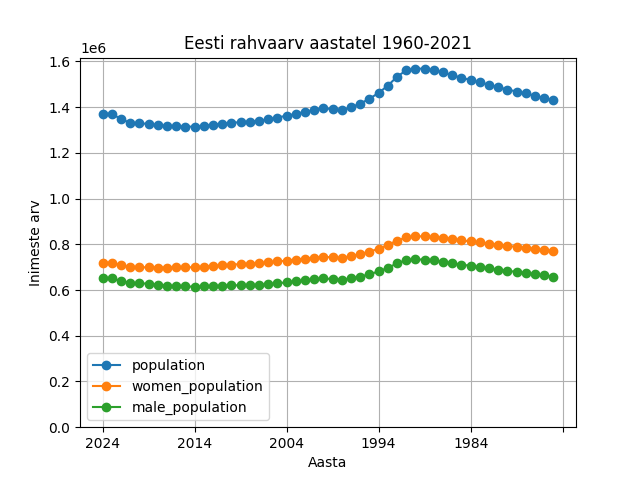 Eesti rahvaarv aastatel 1960-2021
1e6
1.6
1.4
1.2
1.0
0.8
0.6
0.4
0.2
0.0
Inimeste arv
population
women_population
male_population
2024 2014 2004 1994 1984
Aasta